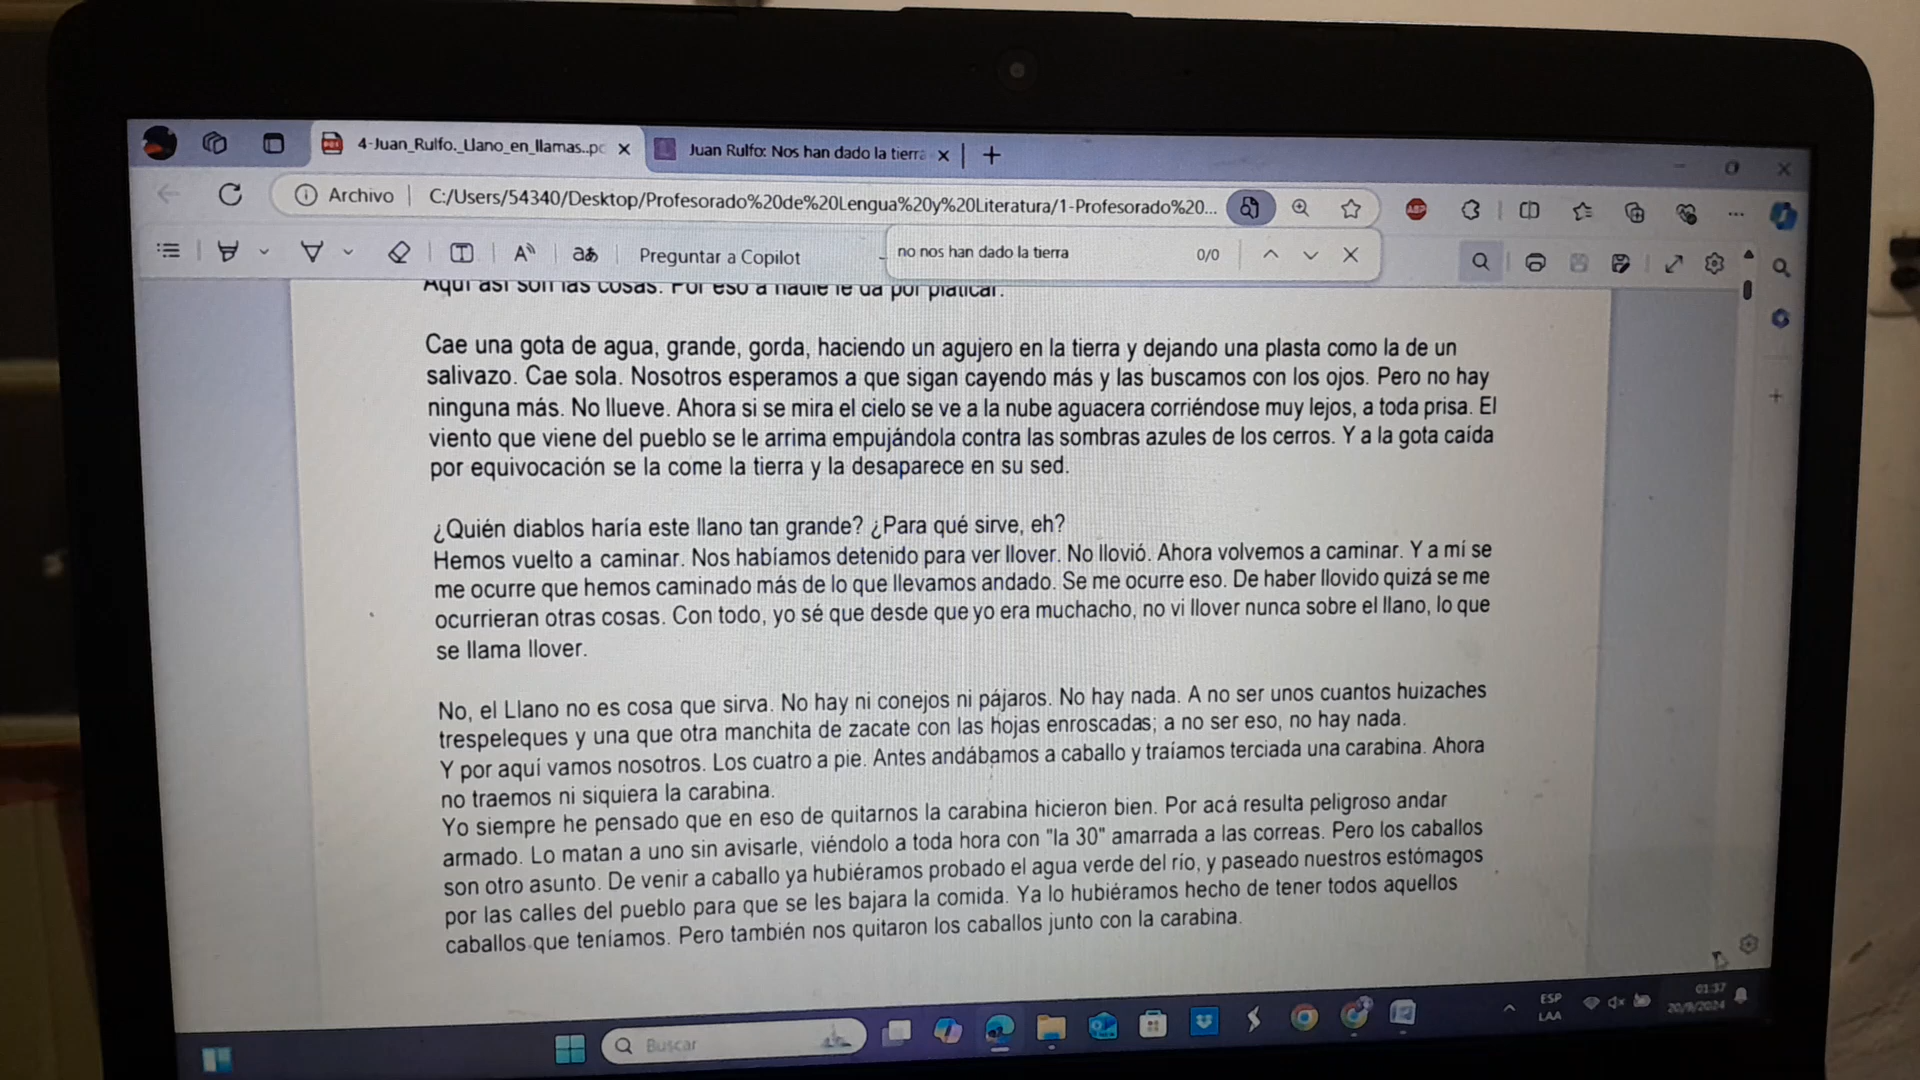 4-Juan_Rulfo._Llano_en_llamas..pc
Juan Rulfo: Nos han dado la tierra
Archivo
C:/Users/54340/Desktop/Profesorado%20de%20Lengua%20y%20Literatura/1-Profesorado%20...
ABP
Preguntar a Copilot
no nos han dado la tierra 0/0
Aquí así son las cosas. Por eso a nadie le da por platicar.
Cae una gota de agua, grande, gorda, haciendo un agujero en la tierra y dejando una plasta como la de un
salivazo. Cae sola. Nosotros esperamos a que sigan cayendo más y las buscamos con los ojos. Pero no hay
ninguna más. No llueve. Ahora si se mira el cielo se ve a la nube aguacera corriéndose muy lejos, a toda prisa. El
viento que viene del pueblo se le arrima empujándola contra las sombras azules de los cerros. Y a la gota caída
por equivocación se la come la tierra y la desaparece en su sed.
¿Quién diablos haría este llano tan grande? ¿Para qué sirve, eh?
Hemos vuelto a caminar. Nos habíamos detenido para ver llover. No llovió. Ahora volvemos a caminar. Y a mí se
me ocurre que hemos caminado más de lo que llevamos andado. Se me ocurre eso. De haber llovido quizá se me
ocurrieran otras cosas. Con todo, yo sé que desde que yo era muchacho, no vi llover nunca sobre el llano, lo que
se llama llover.
No, el Llano no es cosa que sirva. No hay ni conejos ni pájaros. No hay nada. A no ser unos cuantos huizaches
trespeleques y una que otra manchita de zacate con las hojas enroscadas; a no ser eso, no hay nada.
Y por aquí vamos nosotros. Los cuatro a pie. Antes andábamos a caballo y traíamos terciada una carabina. Ahora
no traemos ni siquiera la carabina.
Yo siempre he pensado que en eso de quitarnos la carabina hicieron bien. Por acá resulta peligroso andar
armado. Lo matan a uno sin avisarle, viéndolo a toda hora con "la 30" amarrada a las correas. Pero los caballos
son otro asunto. De venir a caballo ya hubiéramos probado el agua verde del río, y paseado nuestros estómagos
por las calles del pueblo para que se les bajara la comida. Ya lo hubiéramos hecho de tener todos aquellos
caballos que teníamos. Pero también nos quitaron los caballos junto con la carabina.
Buscar
ESP
LAA
01:37
20/9/2024